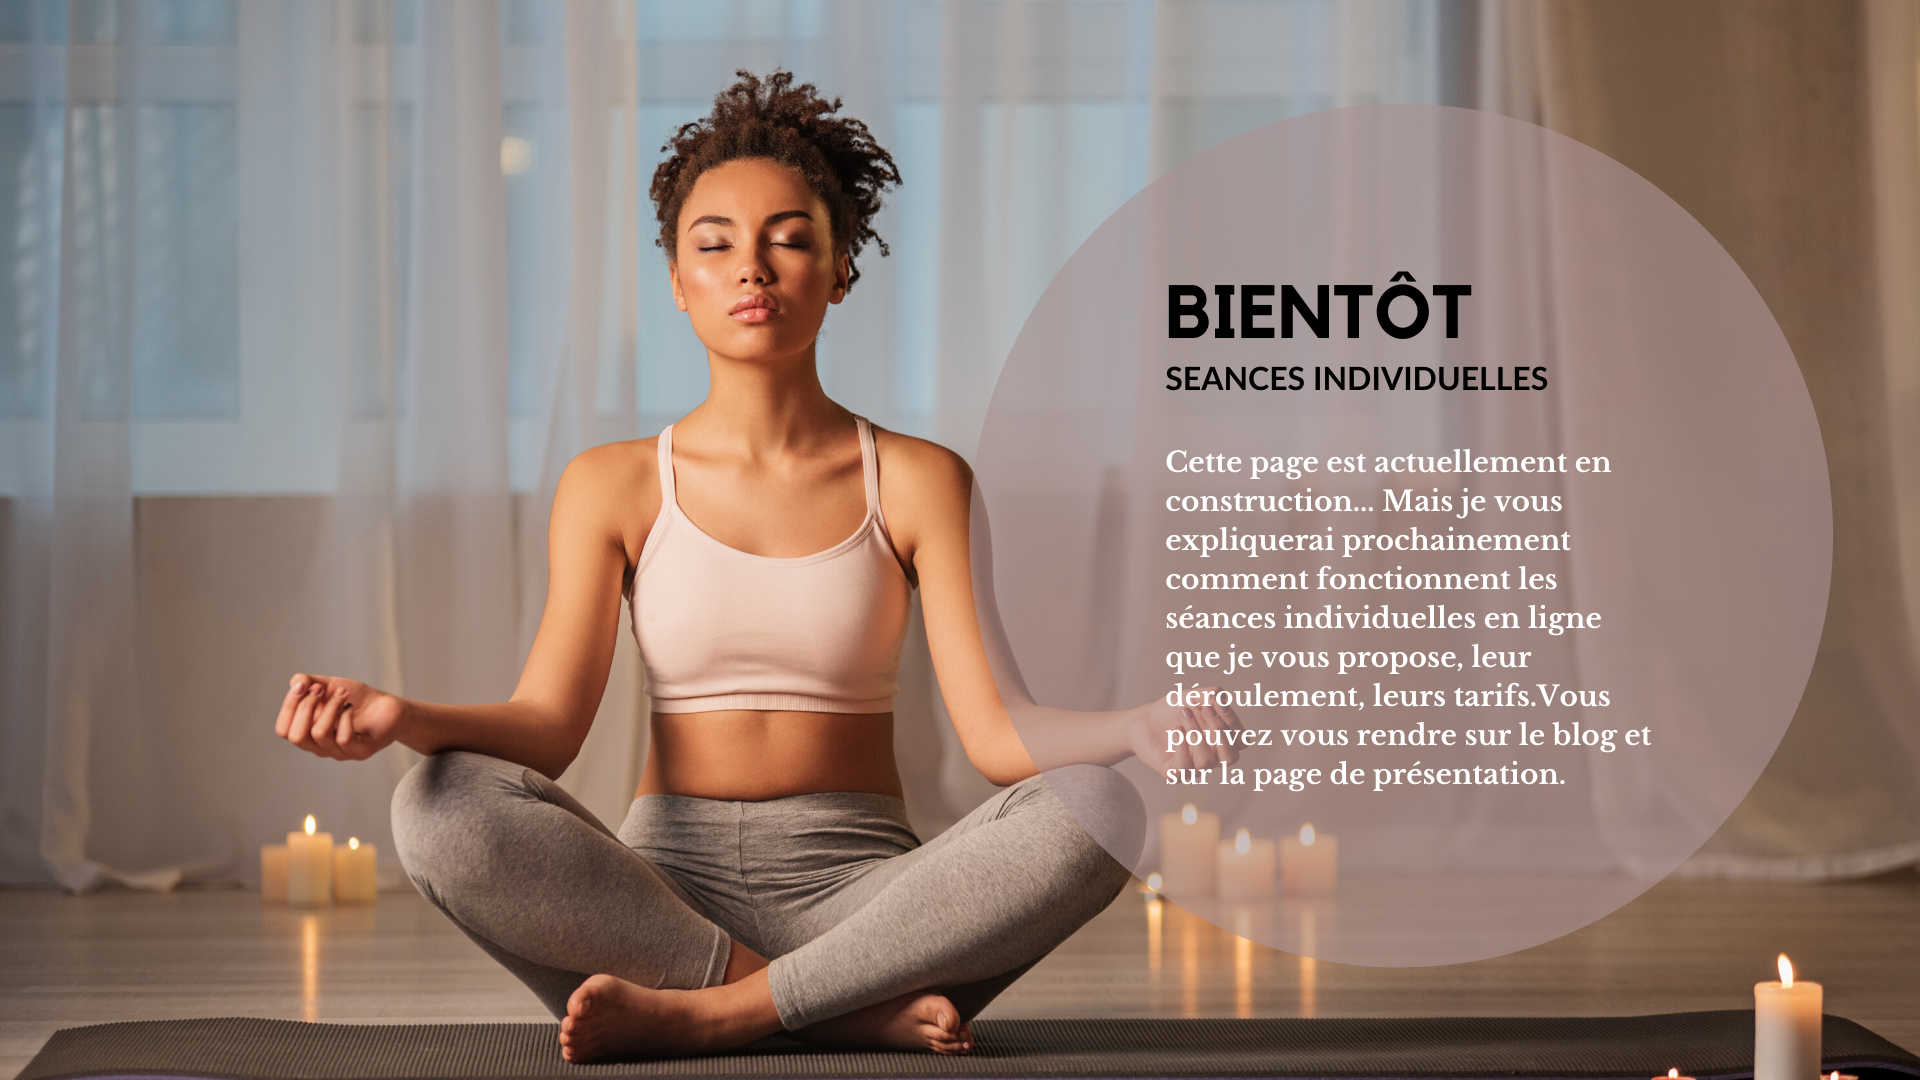 BIENTÔT
SEANCES INDIVIDUELLES
Cette page est actuellement en
construction... Mais je vous
expliquerai prochainement
comment fonctionnent les
séances individuelles en ligne
que je vous propose, leur
déroulement, leurs tarifs.Vous
pouvez vous rendre sur le blog et
sur la page de présentation.